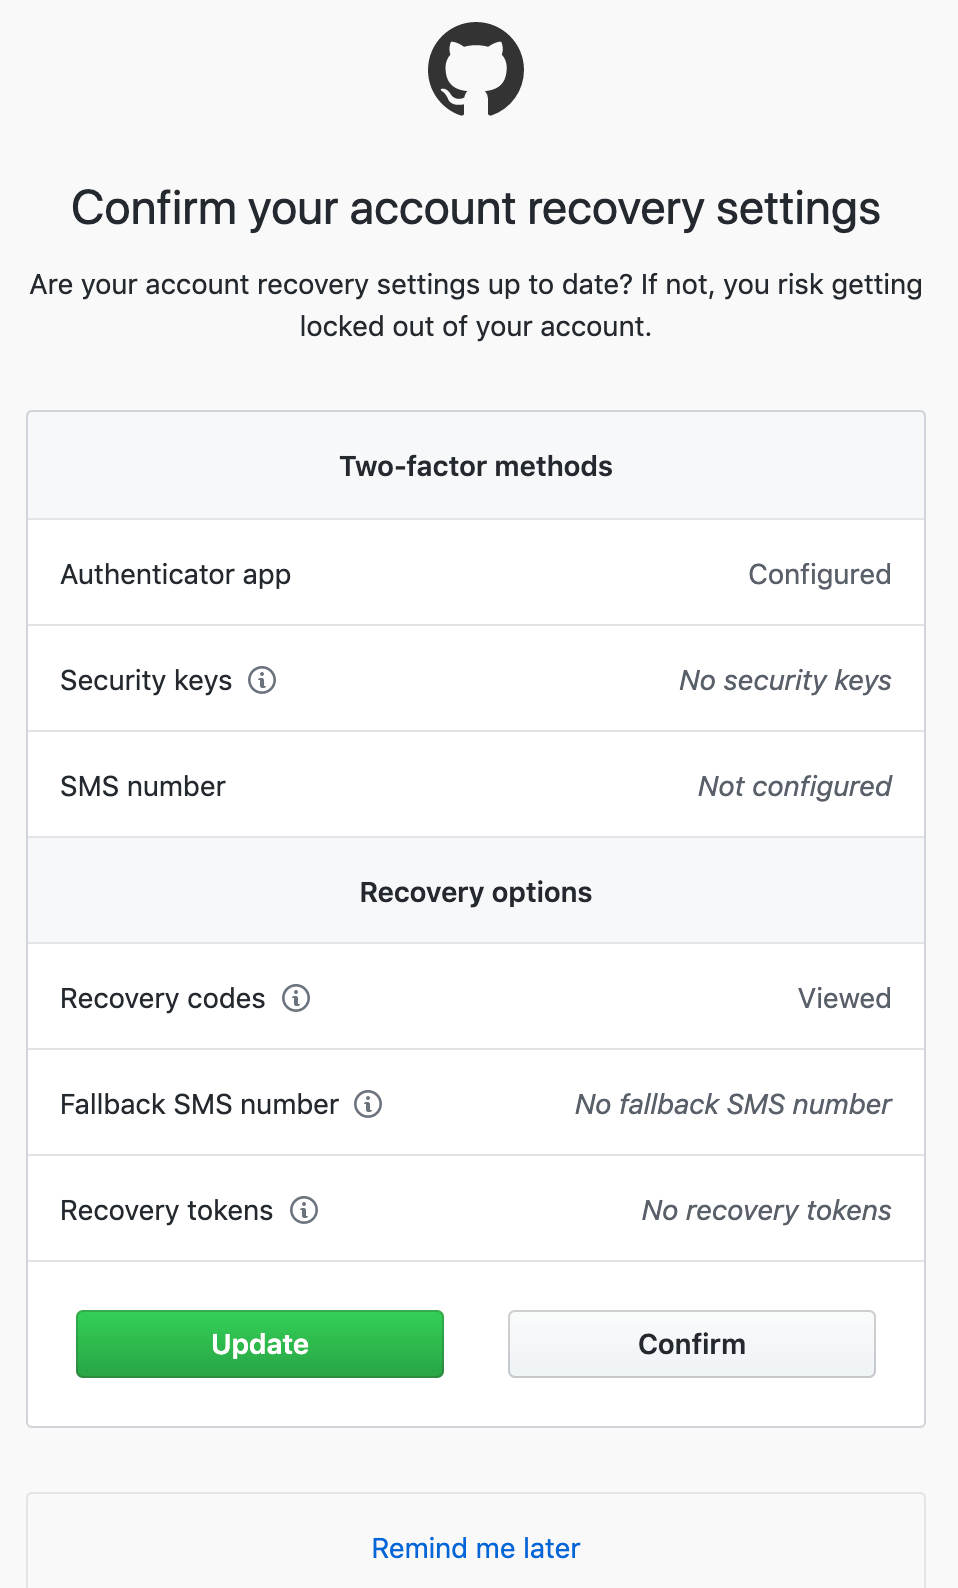 Confirm your account recovery settings
Are your account recovery settings up to date? If not, you risk getting
locked out of your account.
Two-factor methods
Authenticator app Configured
Security keys No security keys
SMS number Not configured
Recovery options
Recovery codes Viewed
Fallback SMS number No fallback SMS number
Recovery tokens No recovery tokens
Update Confirm
Remind me later